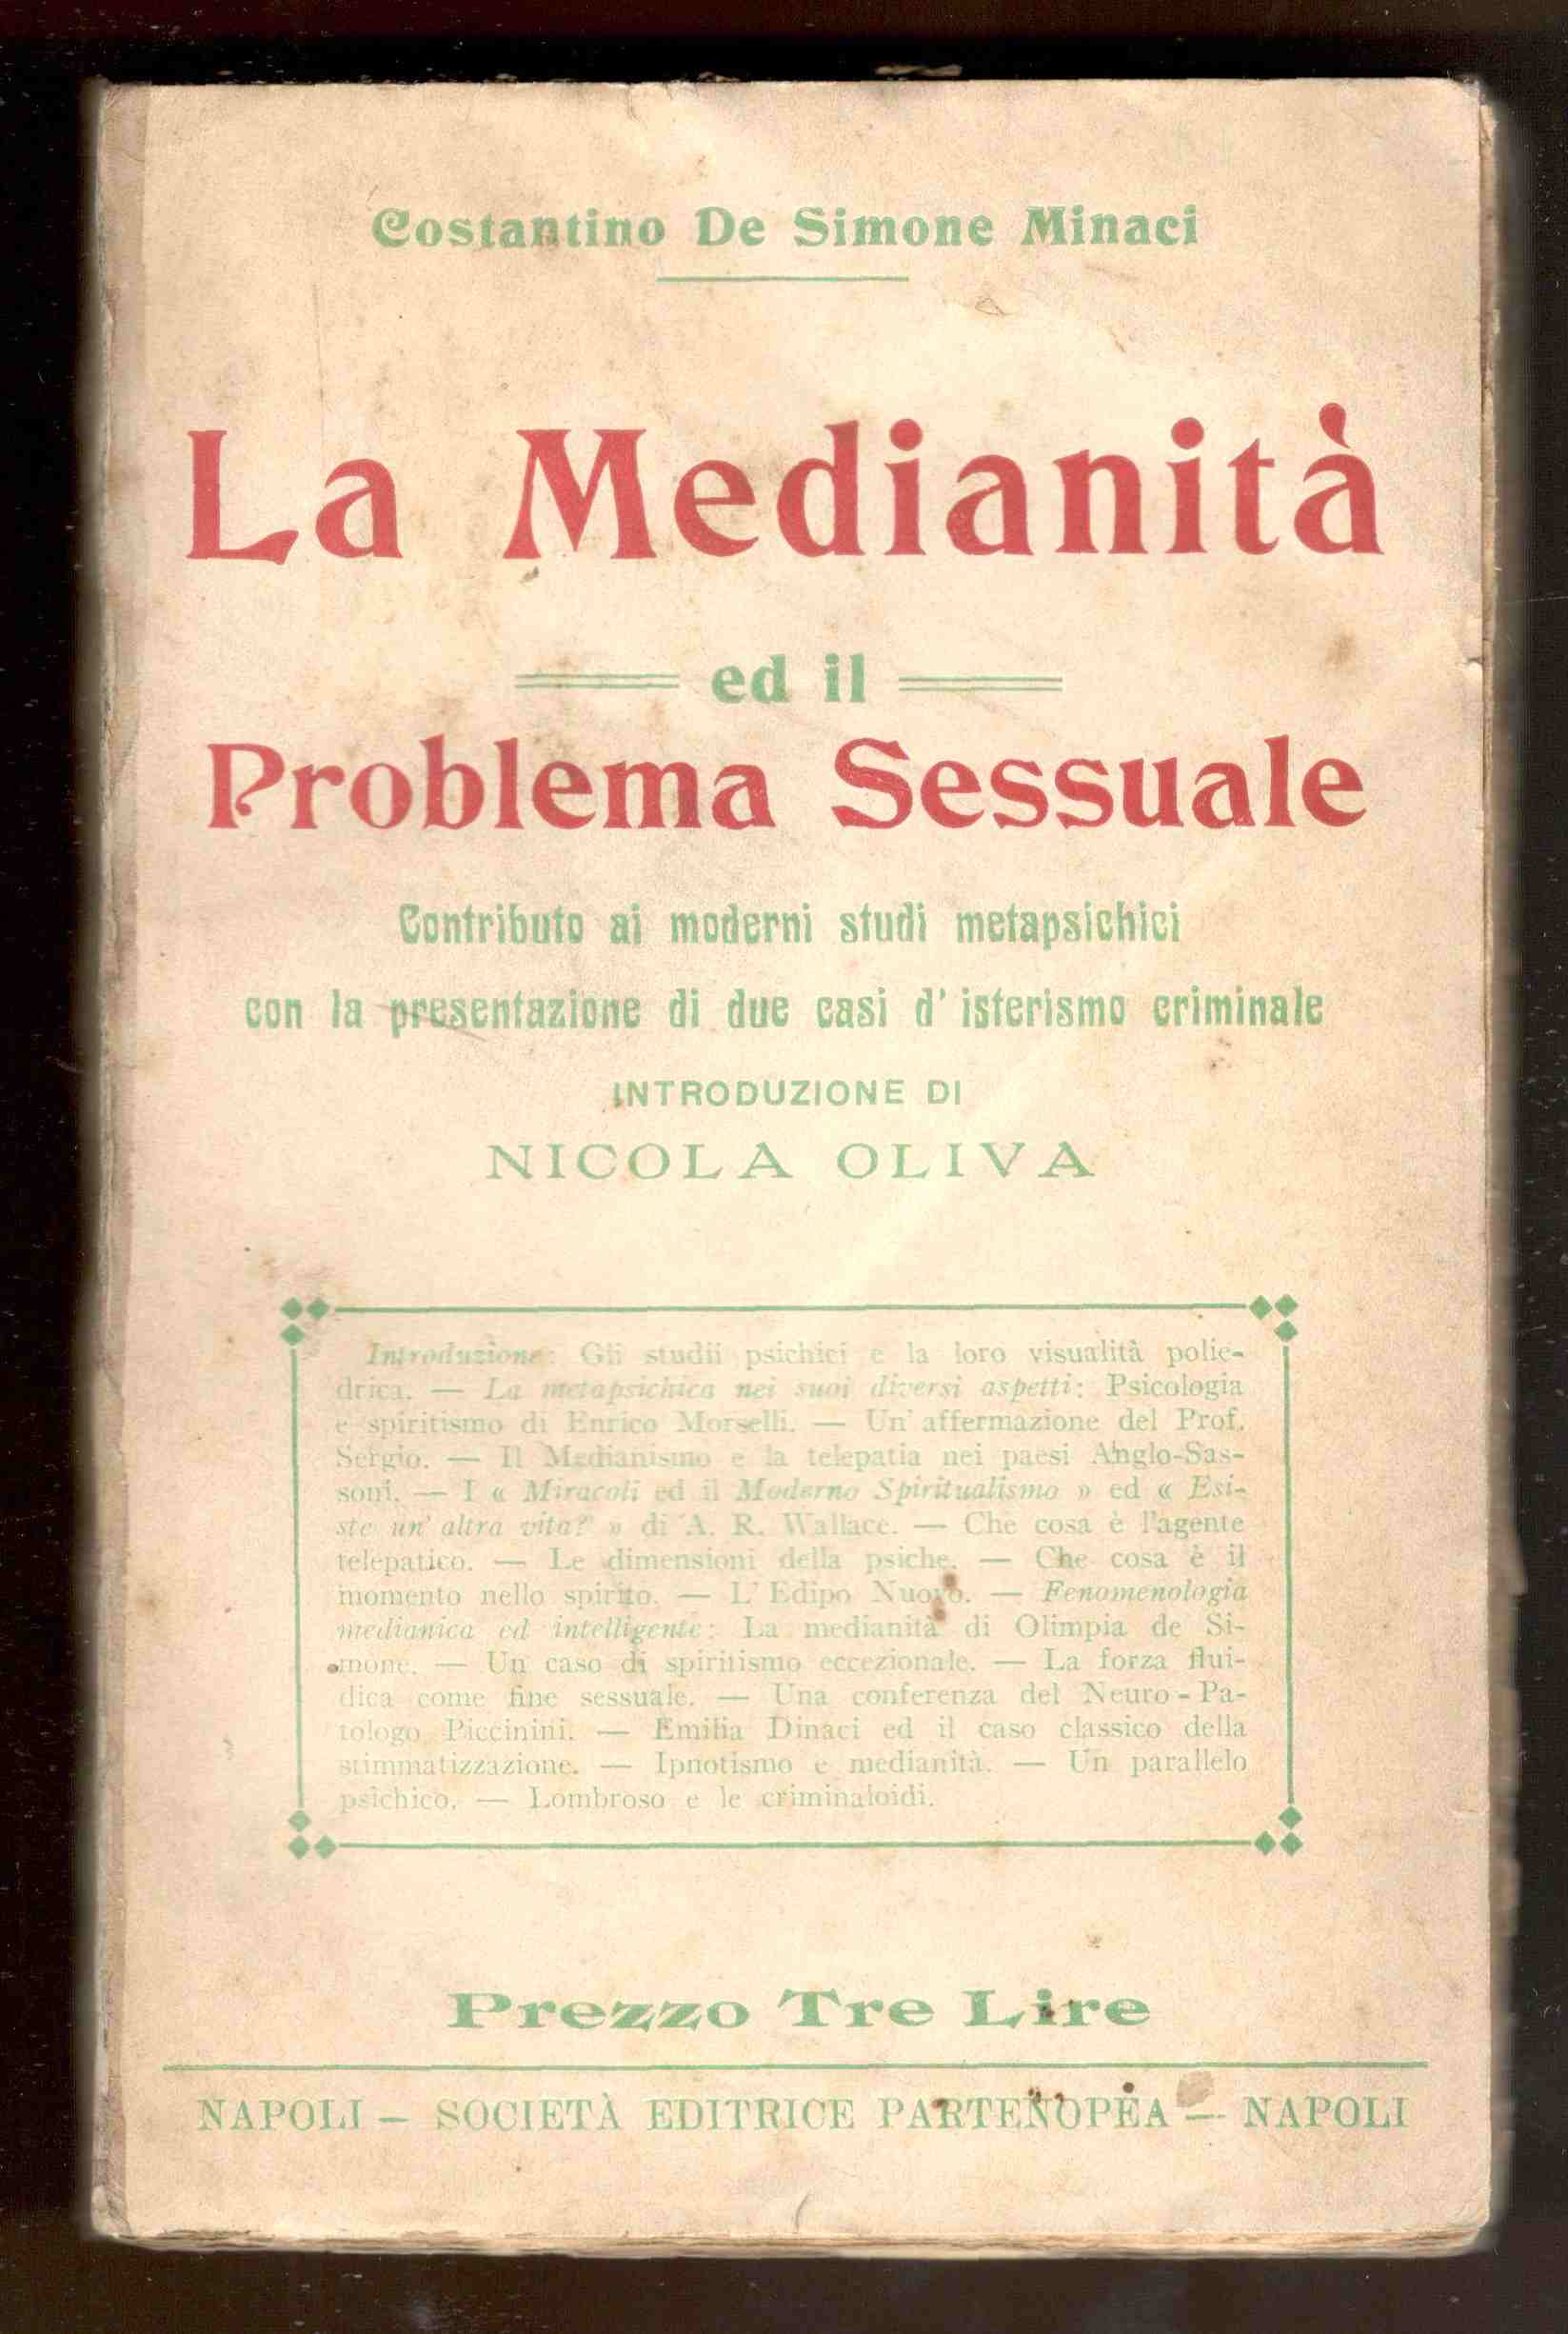 Costantino De Simone Minaci
La Medianità
ed il
Problema Sessuale
Contributo ai moderni studi metapsichici
con la presentazione di due casi d' isterismo criminale
INTRODUZIONE DI
NICOLA OLIVA
Introduzione: Gli studii psichici e la loro visualità polie-
drica. — La metapsichica nei suoi diversi aspetti: Psicologia
e spiritismo di Enrico Morselli. — Un' affermazione del Prof.
Sergio. — Il Medianismo e la telepatia nei paesi Anglo-Sas-
soni. — I « Miracoli ed il Moderno Spiritualismo » ed « Esi-
ste un' altra vita? » di A. R. Wallace. — Che cosa è l'agente
telepatico. — Le dimensioni della psiche. — Che cosa è il
momento nello spirito. — L' Edipo Nuovo. — Fenomenologia
medianica ed intelligente: La medianità di Olimpia de Si-
mone. — Un caso di spiritismo eccezionale. — La forza flui-
dica come fine sessuale. — Una conferenza del Neuro-Pa-
tologo Piccinini. — Emilia Dinaci ed il caso classico della
stimmatizzazione. — Ipnotismo e medianità. — Un parallelo
psichico. — Lombroso e le criminaloidi.
Prezzo Tre Lire
NAPOLI — SOCIETÀ EDITRICE PARTENOPEA — NAPOLI